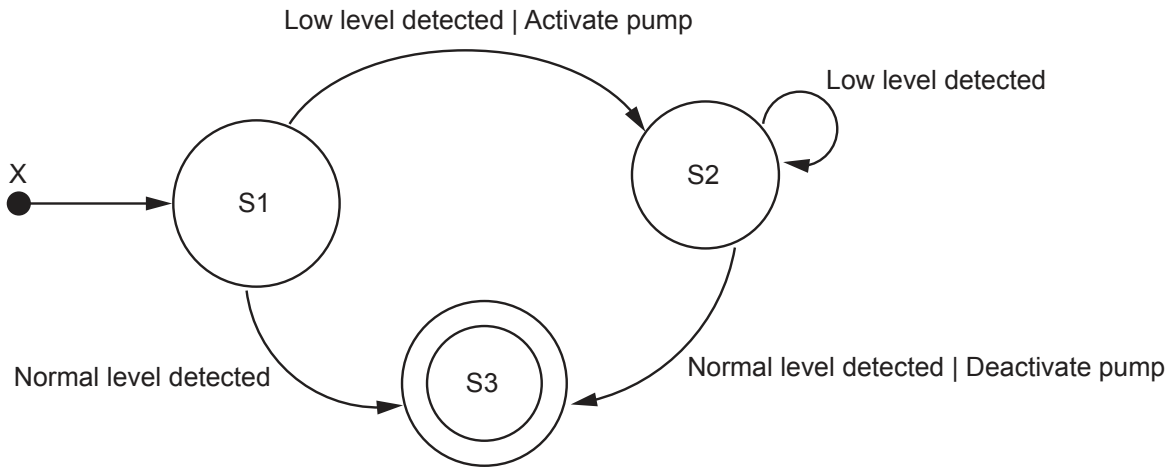 Low level detected | Activate pump
Low level detected
X
S1
S2
Normal level detected
S3
Normal level detected | Deactivate pump